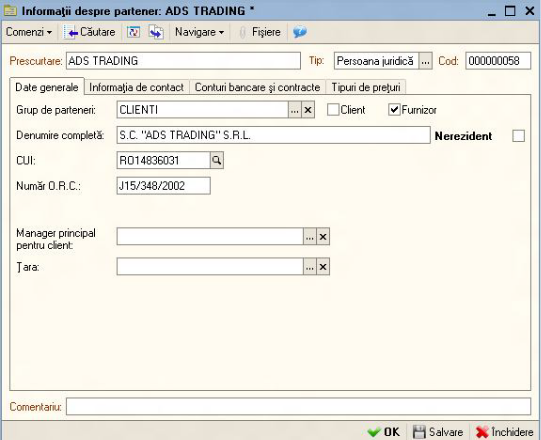 Informaţii despre partener: ADS TRADING *
Comenzi Căutare Navigare Fişiere
Prescurtare: ADS TRADING Tip: Persoana juridică ... Cod: 000000058
Date generale Informaţia de contact Conturi bancare şi contracte Tipuri de preţuri
Grup de parteneri: CLIENTI ... x Client Furnizor
Denumire completă: S.C. "ADS TRADING" S.R.L. Nerezident
CUI: RO14836031
Număr O.R.C.: J15/348/2002
Manager principal
pentru client: ... x
Ţara: ... x
Comentariu:
OK Salvare Închidere